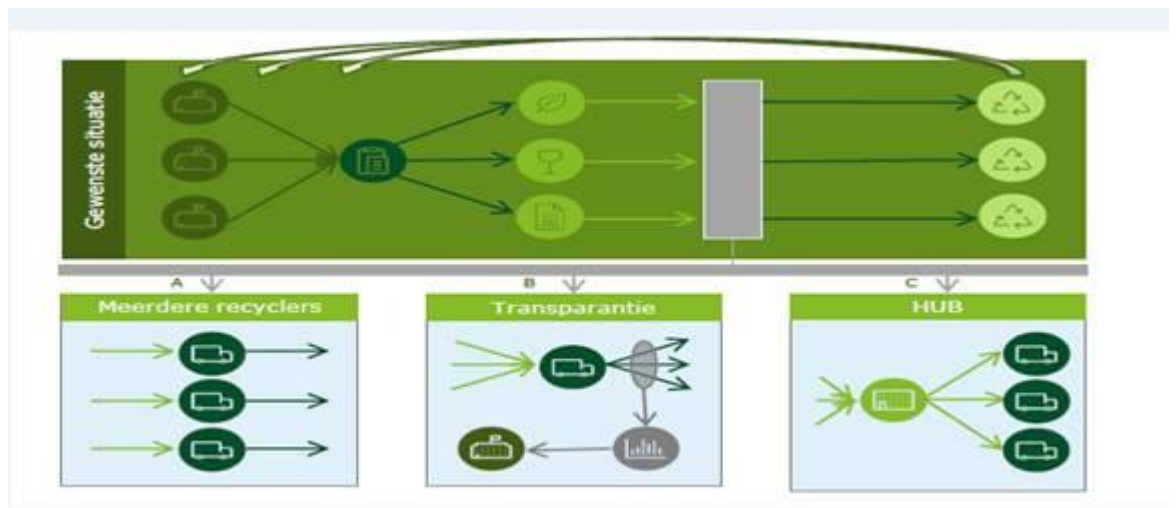 Gewenste situatie
A
B
C
Meerdere recyclers
Transparantie
HUB